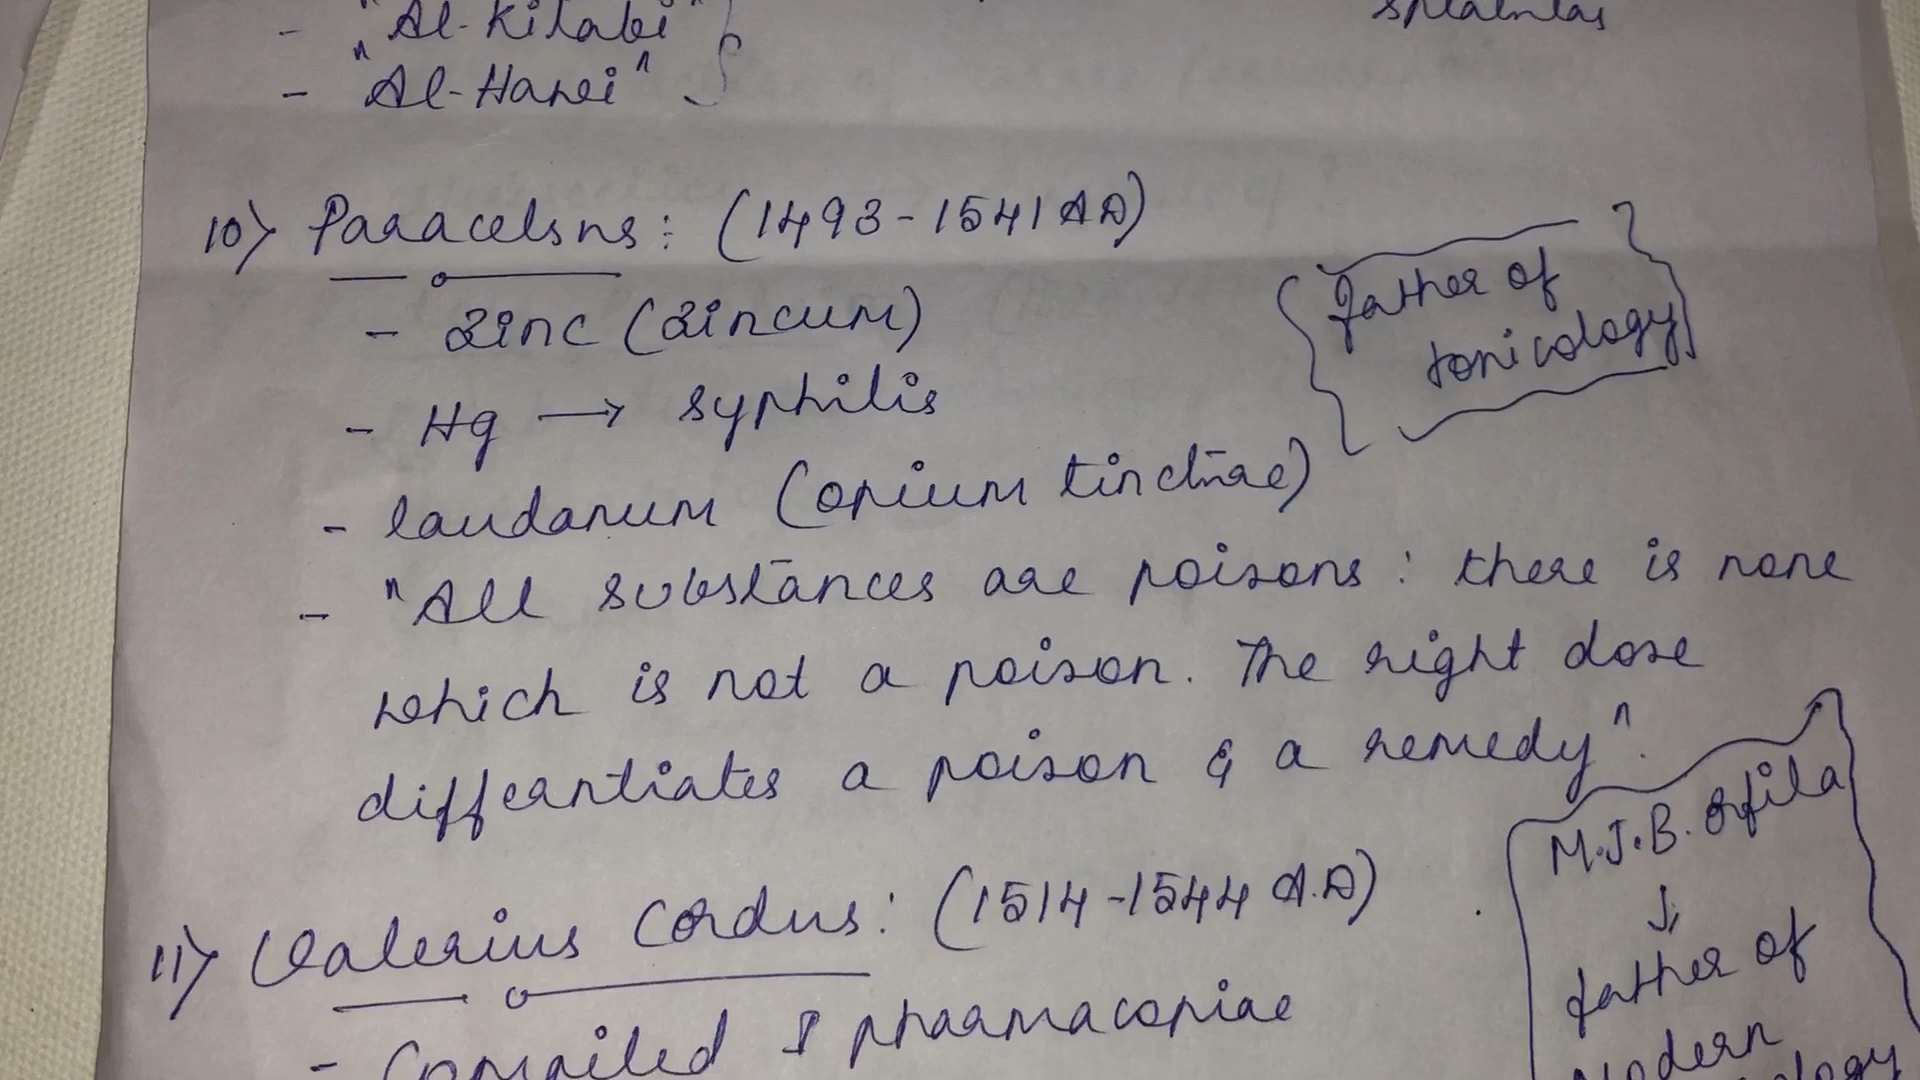 - "Al-Kitabi"
- "Al-Hawi"
10) Paracelsus: (1493-1541 AD)
- Zinc (Zincum)
- Hg → syphilis
- laudanum (opium tincturae)
father of
toxicology
- "All substances are poisons: there is none
which is not a poison. The right dose
differentiates a poison & a remedy".
11) Valerius Cordus: (1514-1544 A.D)
- Compiled I pharmacopiae
M.J.B. Orfila
↓
father of
Modern